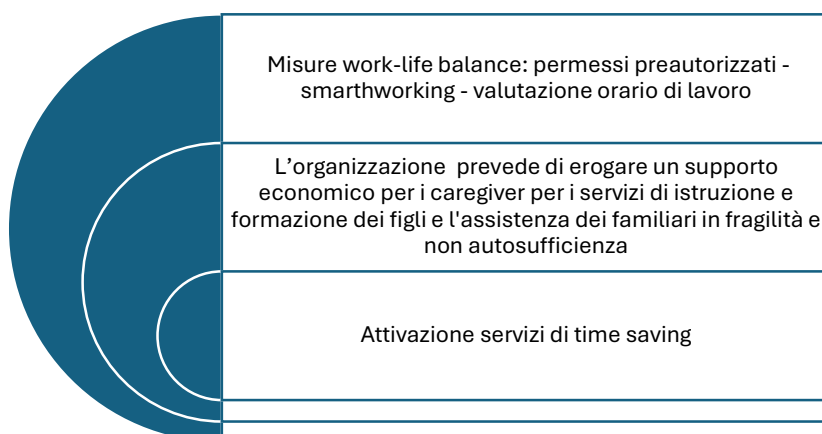 Misure work-life balance: permessi preautorizzati -
smarthworking - valutazione orario di lavoro
L’organizzazione  prevede di erogare un supporto
economico per i caregiver per i servizi di istruzione e
formazione dei figli e l'assistenza dei familiari in fragilità e
non autosufficienza
Attivazione servizi di time saving